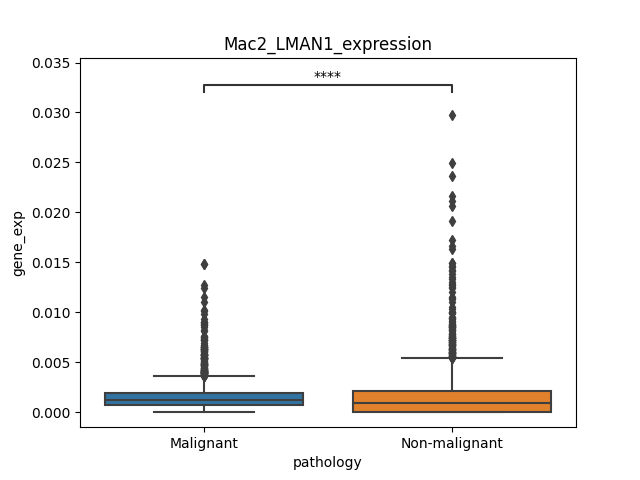 Mac2_LMAN1_expression
****
0.035
0.030
0.025
0.020
0.015
0.010
0.005
0.000
gene_exp
Malignant
Non-malignant
pathology